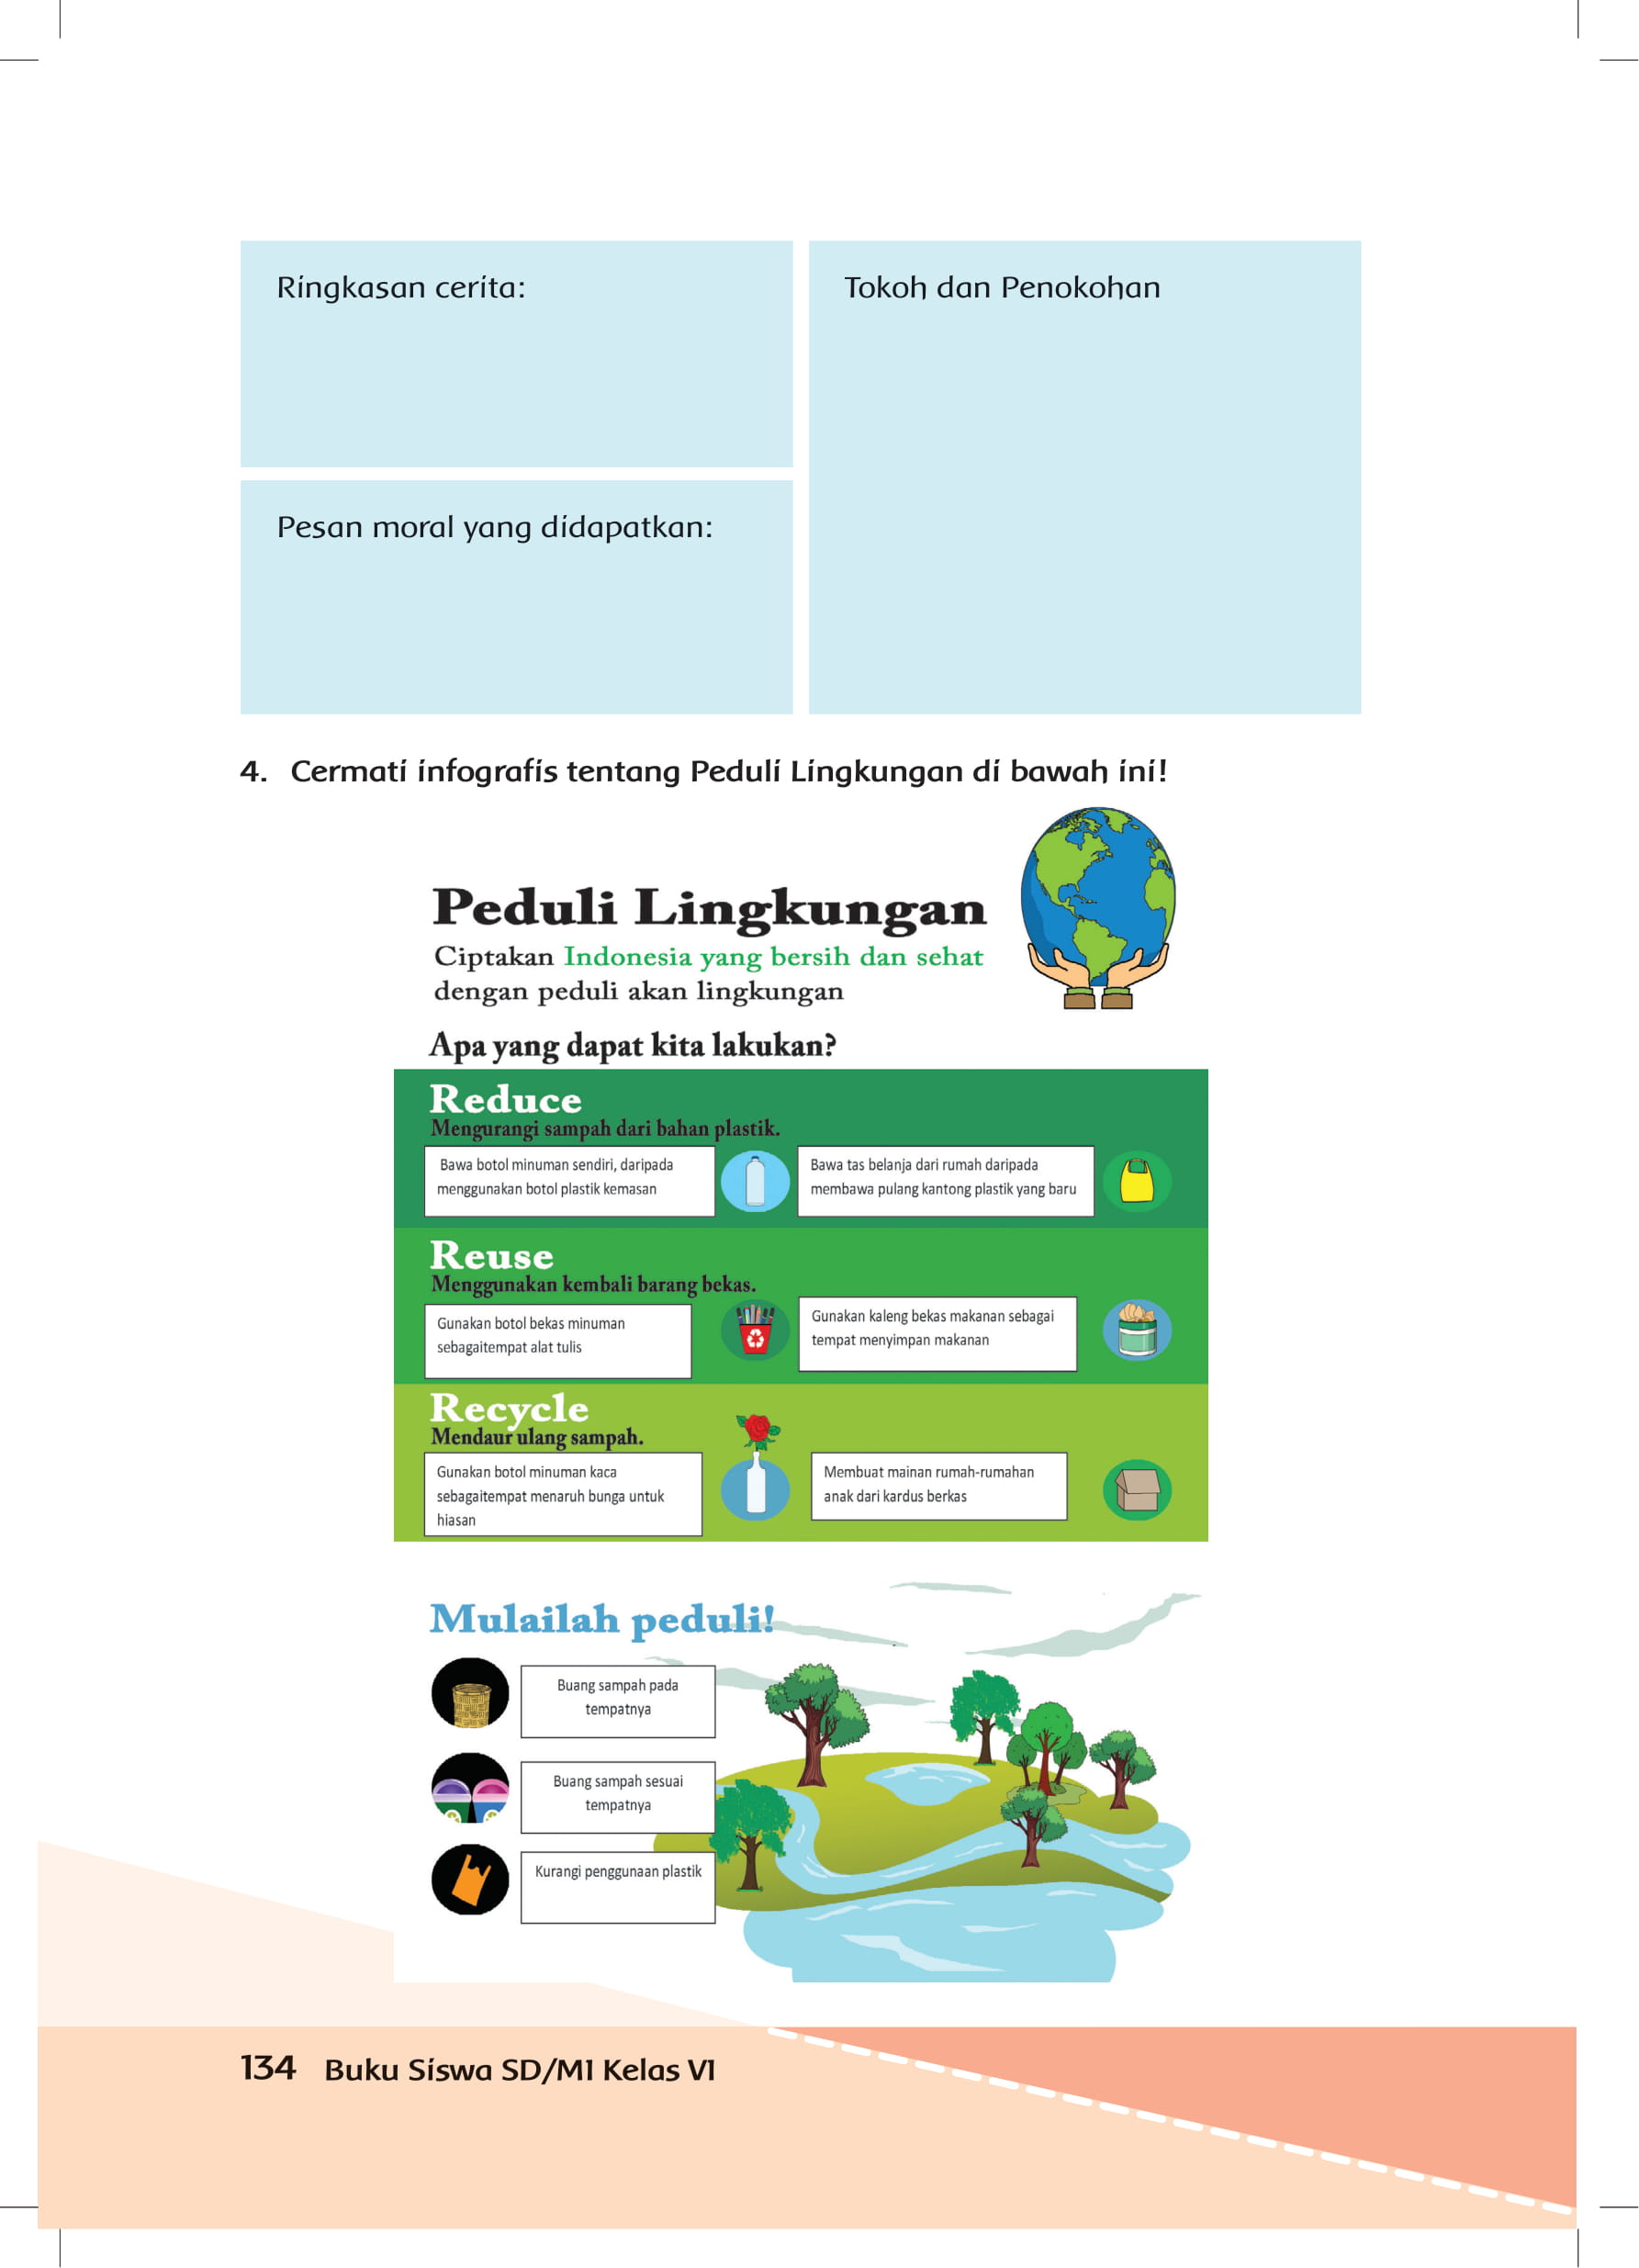 Ringkasan cerita:
Tokoh dan Penokohan
Pesan moral yang didapatkan:
4. Cermati infografis tentang Peduli Lingkungan di bawah ini!
Peduli Lingkungan
Ciptakan Indonesia yang bersih dan sehat
dengan peduli akan lingkungan
Apa yang dapat kita lakukan?
Reduce
Mengurangi sampah dari bahan plastik.
Bawa botol minuman sendiri, daripada
menggunakan botol plastik kemasan
Bawa tas belanja dari rumah daripada
membawa pulang kantong plastik yang baru
Reuse
Menggunakan kembali barang bekas.
Gunakan botol bekas minuman
sebagaitempat alat tulis
Gunakan kaleng bekas makanan sebagai
tempat menyimpan makanan
Recycle
Mendaur ulang sampah.
Gunakan botol minuman kaca
sebagaitempat menaruh bunga untuk
hiasan
Membuat mainan rumah-rumahan
anak dari kardus berkas
Mulailah peduli!
Buang sampah pada
tempatnya
Buang sampah sesuai
tempatnya
Kurangi penggunaan plastik
134 Buku Siswa SD/MI Kelas VI